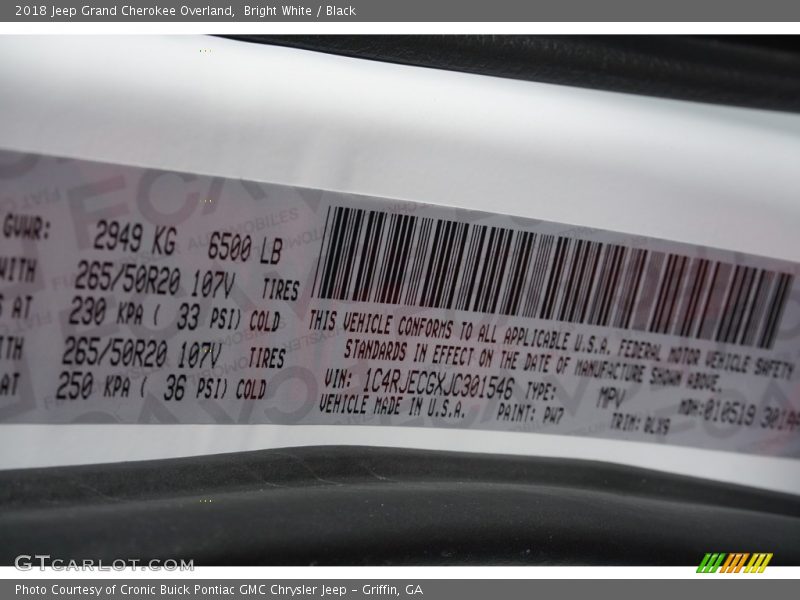 2018 Jeep Grand Cherokee Overland, Bright White / Black
GVWR: 2949 KG 6500 LB
WITH 265/50R20 107V TIRES
AT 230 KPA ( 33 PSI) COLD
265/50R20 107V TIRES
AT 250 KPA ( 36 PSI) COLD
THIS VEHICLE CONFORMS TO ALL APPLICABLE U.S.A. FEDERAL MOTOR VEHICLE SAFETY
STANDARDS IN EFFECT ON THE DATE OF MANUFACTURE SHOWN ABOVE.
VIN: 1C4RJECGXJC301546 TYPE: MPV MDH:010519
VEHICLE MADE IN U.S.A. PAINT: PW7 TRIM:
GTCARLOT.COM
Photo Courtesy of Cronic Buick Pontiac GMC Chrysler Jeep - Griffin, GA